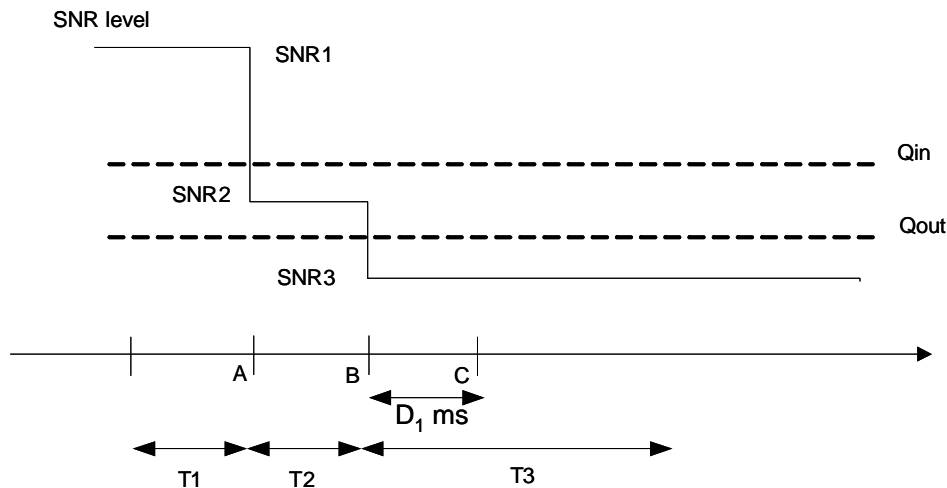 SNR level
SNR1
Qin
SNR2
Qout
SNR3
A
B
C
D₁ ms
T1
T2
T3